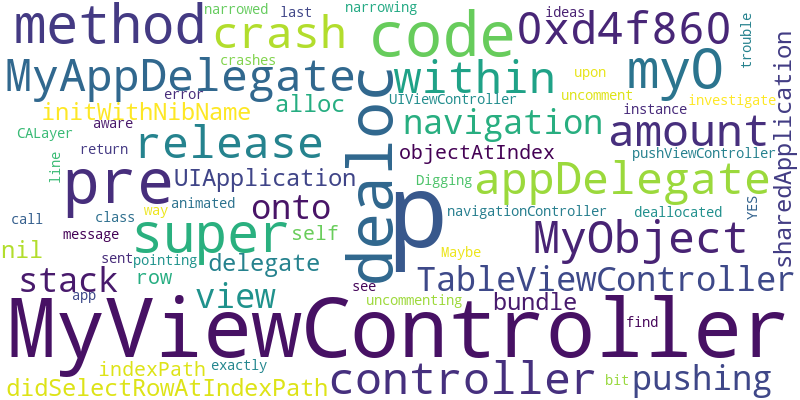 method
narrowed
last
narrowing
ideas
crash
code
0xd4f860
trouble
crashes
MyAppDelegate
error
within
upon
myO
initWithNibName
alloc
UIViewController
uncomment
investigate
aware
instance
CALayer
release
navigation
amount
return
objectAtIndex
pushViewController
sharedApplication
line
pre
UIApplication
dealloc
Digging
appDelegate
class
way
animated
onto
p
navigationController
deallocated
YES
call
message
super
self
Maybe
MyObject
nil
sent
pointing
delegate
stack
row
see
TableViewController
app
view
uncommenting
bundle
MyViewController
find
indexPath
exactly
didSelectRowAtIndexPath
controller
bit
pushing